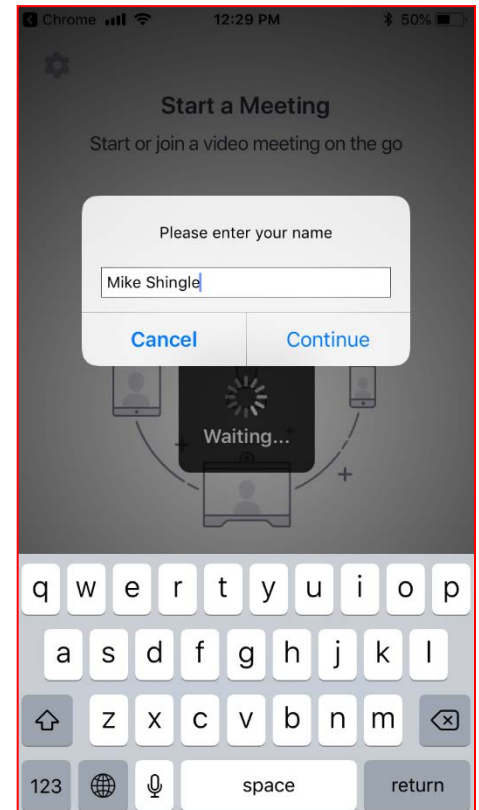 Chrome 12:29 PM 50%
Start a Meeting
Start or join a video meeting on the go
Please enter your name
Mike Shingle
Cancel Continue
Waiting...
q w e r t y u i o p
a s d f g h j k l
z x c v b n m
123 space return